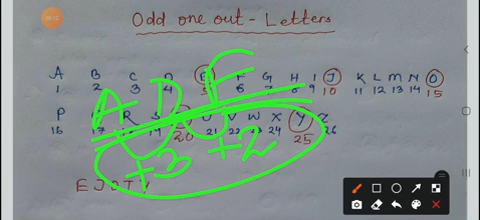 Odd one out - Letters
A B C D E F G H I J K L M N O
1 2 3 4 5 6 7 8 9 10 11 12 13 14 15
A D F
P R S U V W X Y Z
16 17 19 20 21 22 23 24 25 26
+3 +2
E J O T Y